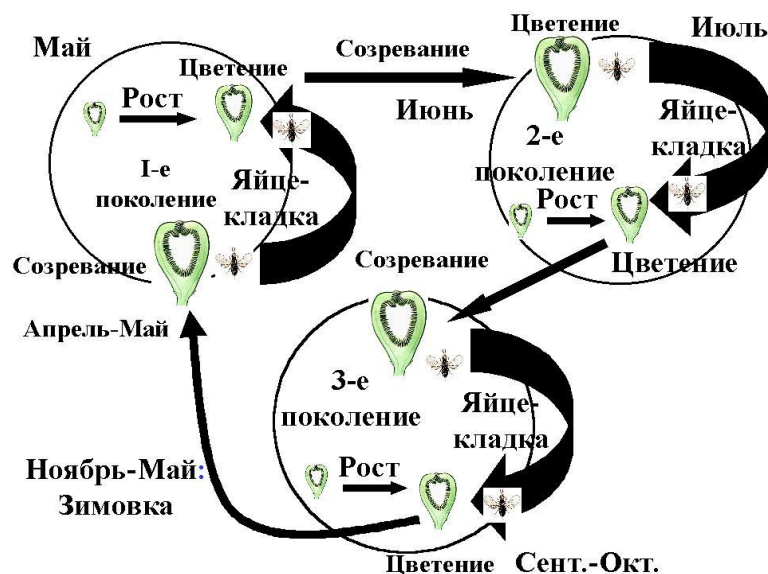 Май
Цветение
Рост
I-е
поколение
Яйце-
кладка
Созревание
Апрель-Май
Созревание
Июнь
Цветение
Июль
Яйце-
кладка
2-е
поколение
Рост
Цветение
Созревание
3-е
поколение
Яйце-
кладка
Рост
Цветение
Сент.-Окт.
Ноябрь-Май:
Зимовка